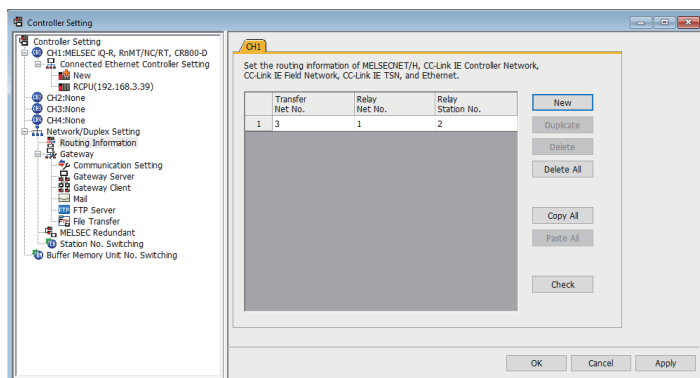 Controller Setting
Controller Setting
CH1:MELSEC iQ-R, RnMT/NC/RT, CR800-D
Connected Ethernet Controller Setting
New
RCPU(192.168.3.39)
CH2:None
CH3:None
CH4:None
Network/Duplex Setting
Routing Information
Gateway
Communication Setting
Gateway Server
Gateway Client
Mail
FTP Server
File Transfer
MELSEC Redundant
Station No. Switching
Buffer Memory Unit No. Switching
CH1
Set the routing information of MELSECNET/H, CC-Link IE Controller Network,
CC-Link IE Field Network, CC-Link IE TSN, and Ethernet.
Transfer Net No. Relay Net No. Relay Station No.
1 3 1 2
New
Duplicate
Delete
Delete All
Copy All
Paste All
Check
OK Cancel Apply